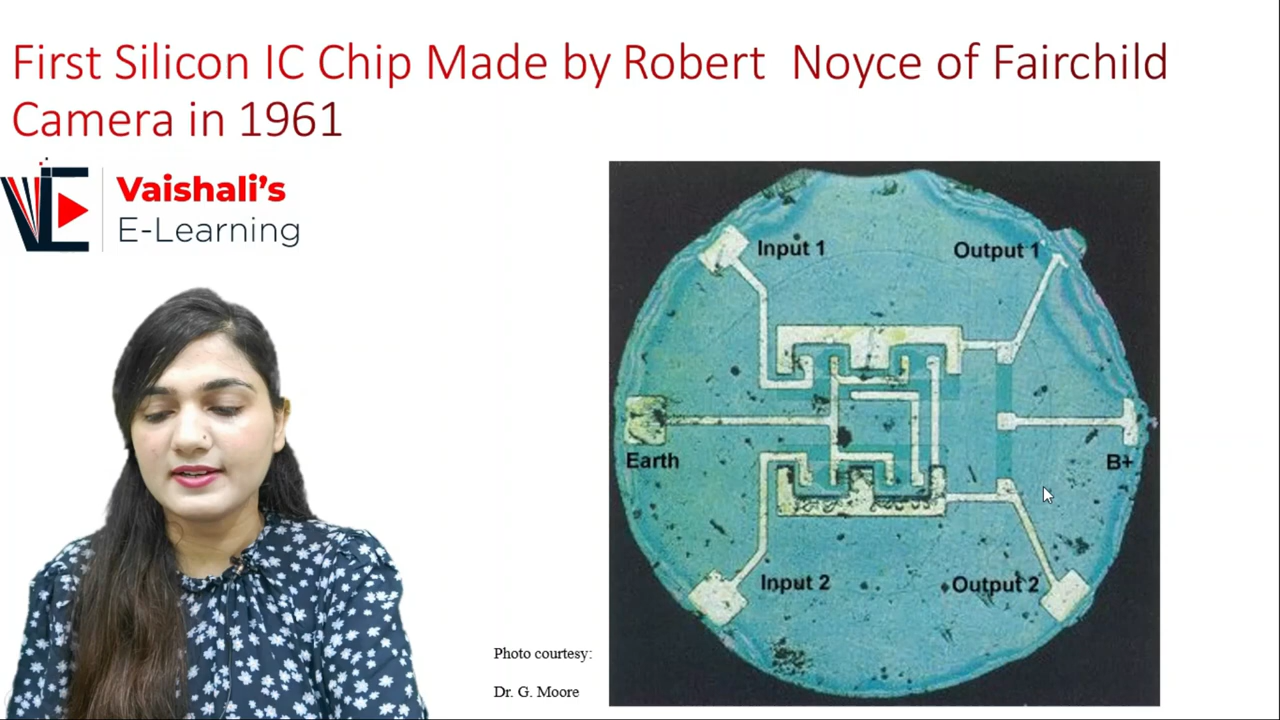 First Silicon IC Chip Made by Robert Noyce of Fairchild
Camera in 1961
Vaishali's
E-Learning
Input 1
Output 1
Earth
B+
Input 2
Output 2
Photo courtesy:
Dr. G. Moore